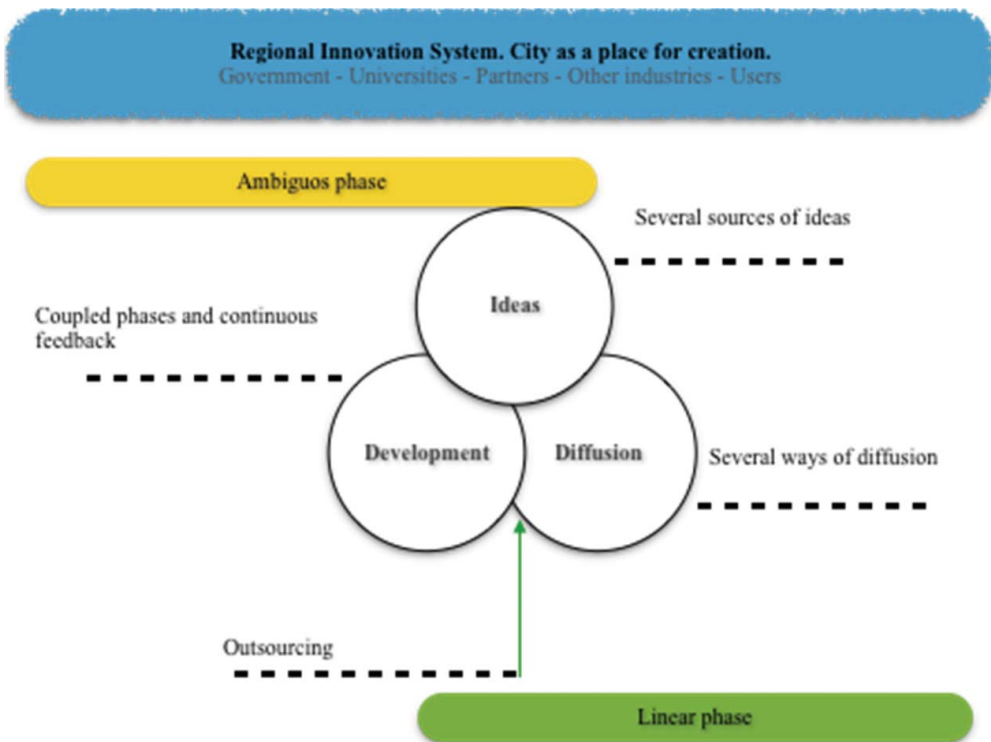 Regional Innovation System. City as a place for creation.
Government - Universities - Partners - Other industries - Users
Ambiguos phase
Several sources of ideas
Ideas
Coupled phases and continuous
feedback
Development
Diffusion
Several ways of diffusion
Outsourcing
Linear phase